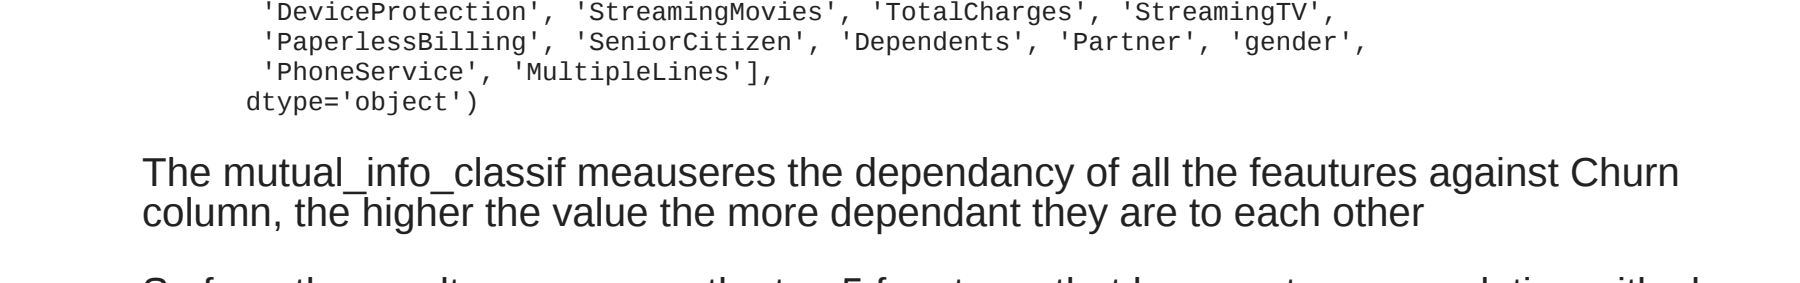 'DeviceProtection', 'StreamingMovies', 'TotalCharges', 'StreamingTV',
'PaperlessBilling', 'SeniorCitizen', 'Dependents', 'Partner', 'gender',
'PhoneService', 'MultipleLines'],
dtype='object')
The mutual_info_classif meauseres the dependancy of all the feautures against Churn
column, the higher the value the more dependant they are to each other